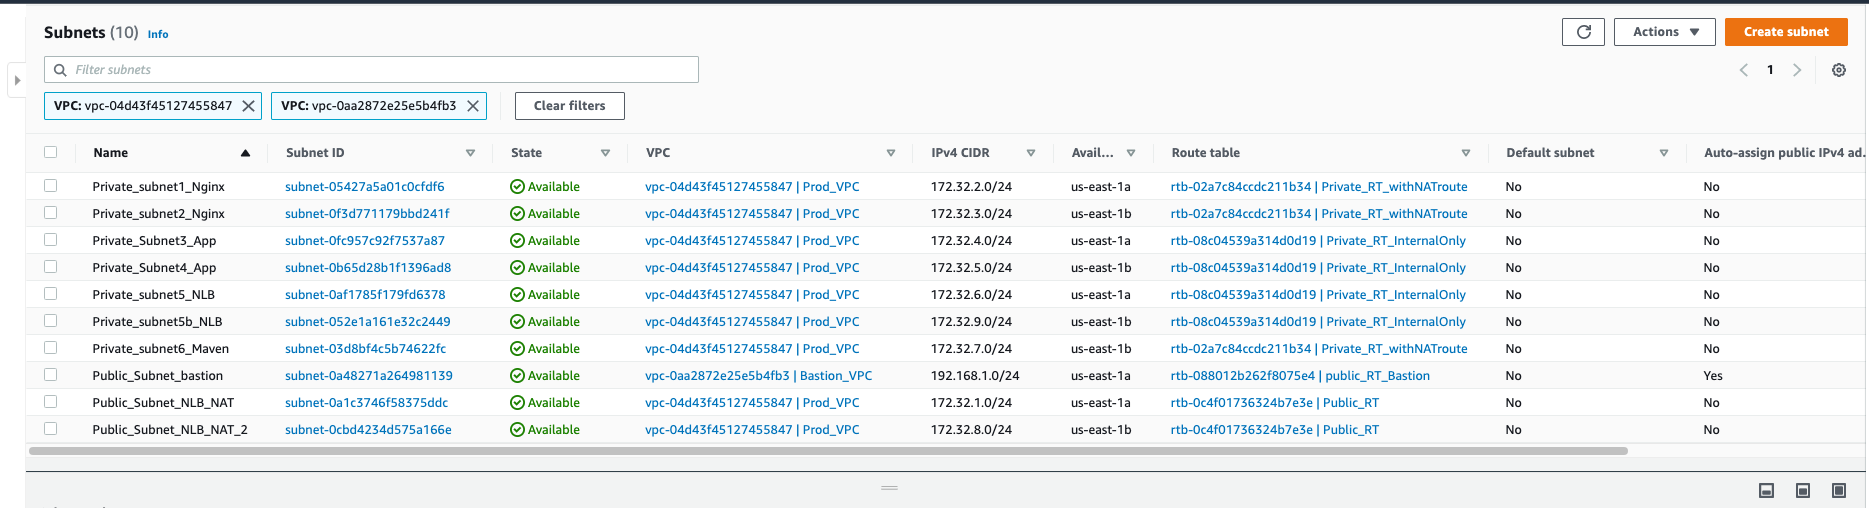 Subnets (10) Info
Actions
Create subnet
Filter subnets
1
VPC: vpc-04d43f45127455847
VPC: vpc-0aa2872e25e5b4fb3
Clear filters
Name Subnet ID State VPC IPv4 CIDR Avail... Route table Default subnet Auto-assign public IPv4 ad.
Private_subnet1_Nginx subnet-05427a5a01c0cfdf6 Available vpc-04d43f45127455847 | Prod_VPC 172.32.2.0/24 us-east-1a rtb-02a7c84ccdc211b34 | Private_RT_withNATroute No No
Private_subnet2_Nginx subnet-0f3d771179bbd241f Available vpc-04d43f45127455847 | Prod_VPC 172.32.3.0/24 us-east-1b rtb-02a7c84ccdc211b34 | Private_RT_withNATroute No No
Private_Subnet3_App subnet-0fc957c92f7537a87 Available vpc-04d43f45127455847 | Prod_VPC 172.32.4.0/24 us-east-1a rtb-08c04539a314d0d19 | Private_RT_InternalOnly No No
Private_Subnet4_App subnet-0b65d28b1f1396ad8 Available vpc-04d43f45127455847 | Prod_VPC 172.32.5.0/24 us-east-1b rtb-08c04539a314d0d19 | Private_RT_InternalOnly No No
Private_subnet5_NLB subnet-0af1785f179fd6378 Available vpc-04d43f45127455847 | Prod_VPC 172.32.6.0/24 us-east-1a rtb-08c04539a314d0d19 | Private_RT_InternalOnly No No
Private_subnet5b_NLB subnet-052e1a161e32c2449 Available vpc-04d43f45127455847 | Prod_VPC 172.32.9.0/24 us-east-1b rtb-08c04539a314d0d19 | Private_RT_InternalOnly No No
Private_subnet6_Maven subnet-03d8bf4c5b74622fc Available vpc-04d43f45127455847 | Prod_VPC 172.32.7.0/24 us-east-1b rtb-02a7c84ccdc211b34 | Private_RT_withNATroute No No
Public_Subnet_bastion subnet-0a48271a264981139 Available vpc-0aa2872e25e5b4fb3 | Bastion_VPC 192.168.1.0/24 us-east-1a rtb-088012b262f8075e4 | public_RT_Bastion No Yes
Public_Subnet_NLB_NAT subnet-0a1c3746f58375ddc Available vpc-04d43f45127455847 | Prod_VPC 172.32.1.0/24 us-east-1a rtb-0c4f01736324b7e3e | Public_RT No No
Public_Subnet_NLB_NAT_2 subnet-0cbd4234d575a166e Available vpc-04d43f45127455847 | Prod_VPC 172.32.8.0/24 us-east-1b rtb-0c4f01736324b7e3e | Public_RT No No